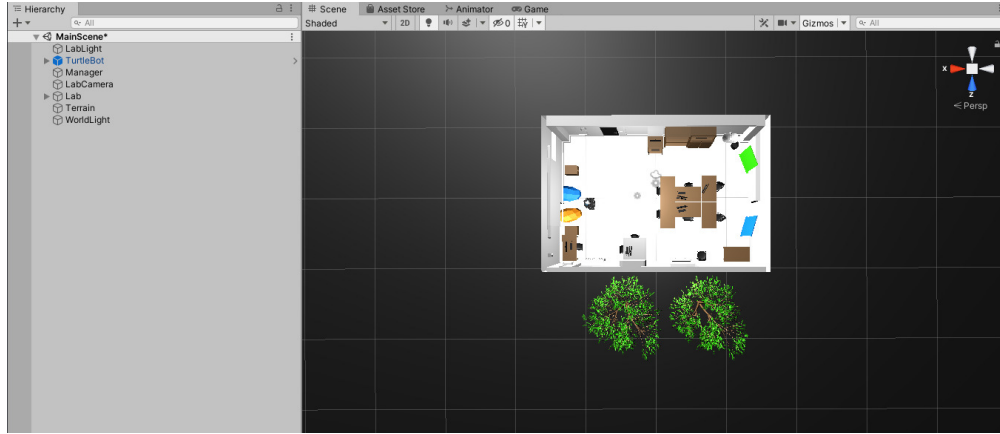 Hierarchy
Scene Asset Store Animator Game
+ All
Shaded 2D 0 Gizmos All
MainScene*
LabLight
TurtleBot
Manager
LabCamera
Lab
Terrain
WorldLight
x
z
Persp